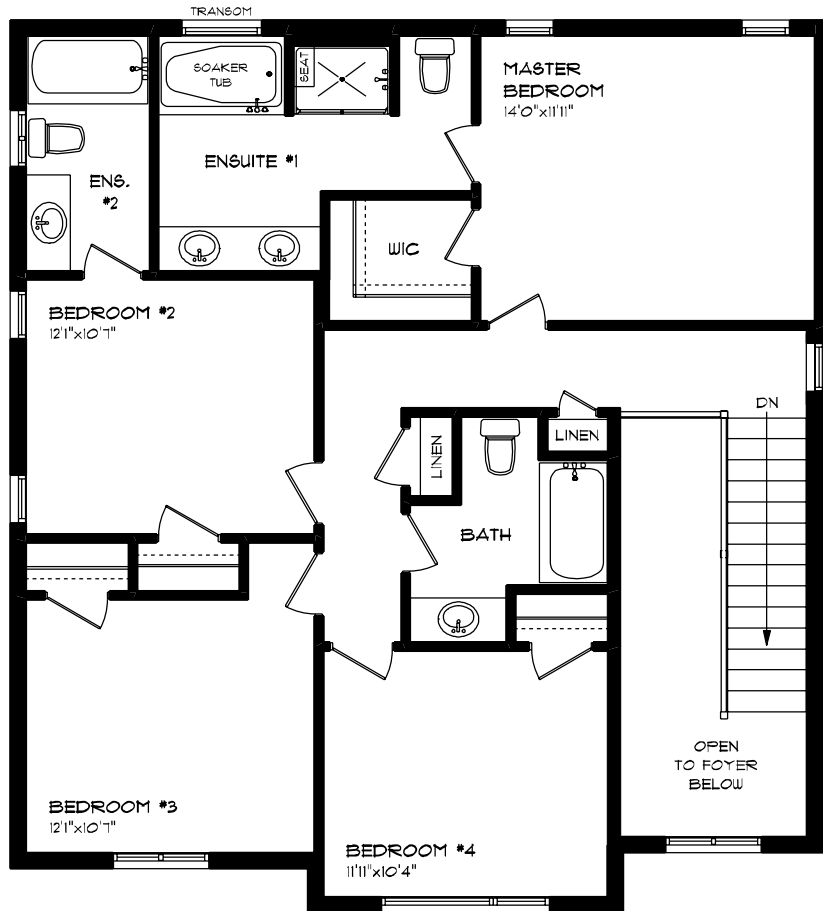 TRANSOM
SOAKER
TUB
SEAT
MASTER
BEDROOM
14'0"x11'11"
ENSUITE #1
ENS.
#2
WIC
BEDROOM #2
12'1"x10'7"
DN
LINEN
LINEN
BATH
OPEN
TO FOYER
BELOW
BEDROOM #3
12'1"x10'7"
BEDROOM #4
11'11"x10'4"